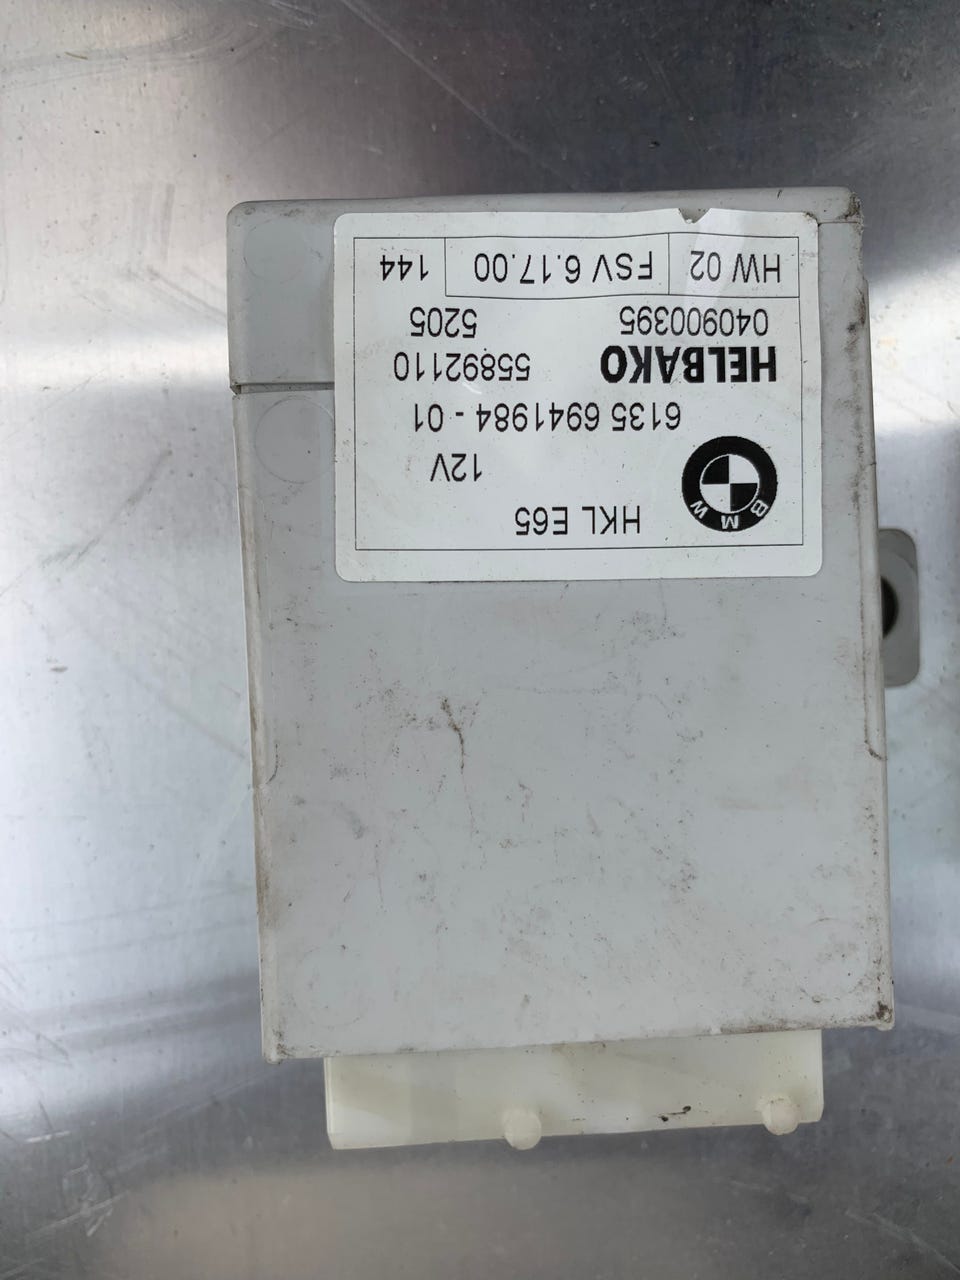 HKL E65
BMW
12V
6135 6941984 - 01
HELBAKO 55892110
040900395 5205
HW 02 FSV 6.17.00 144